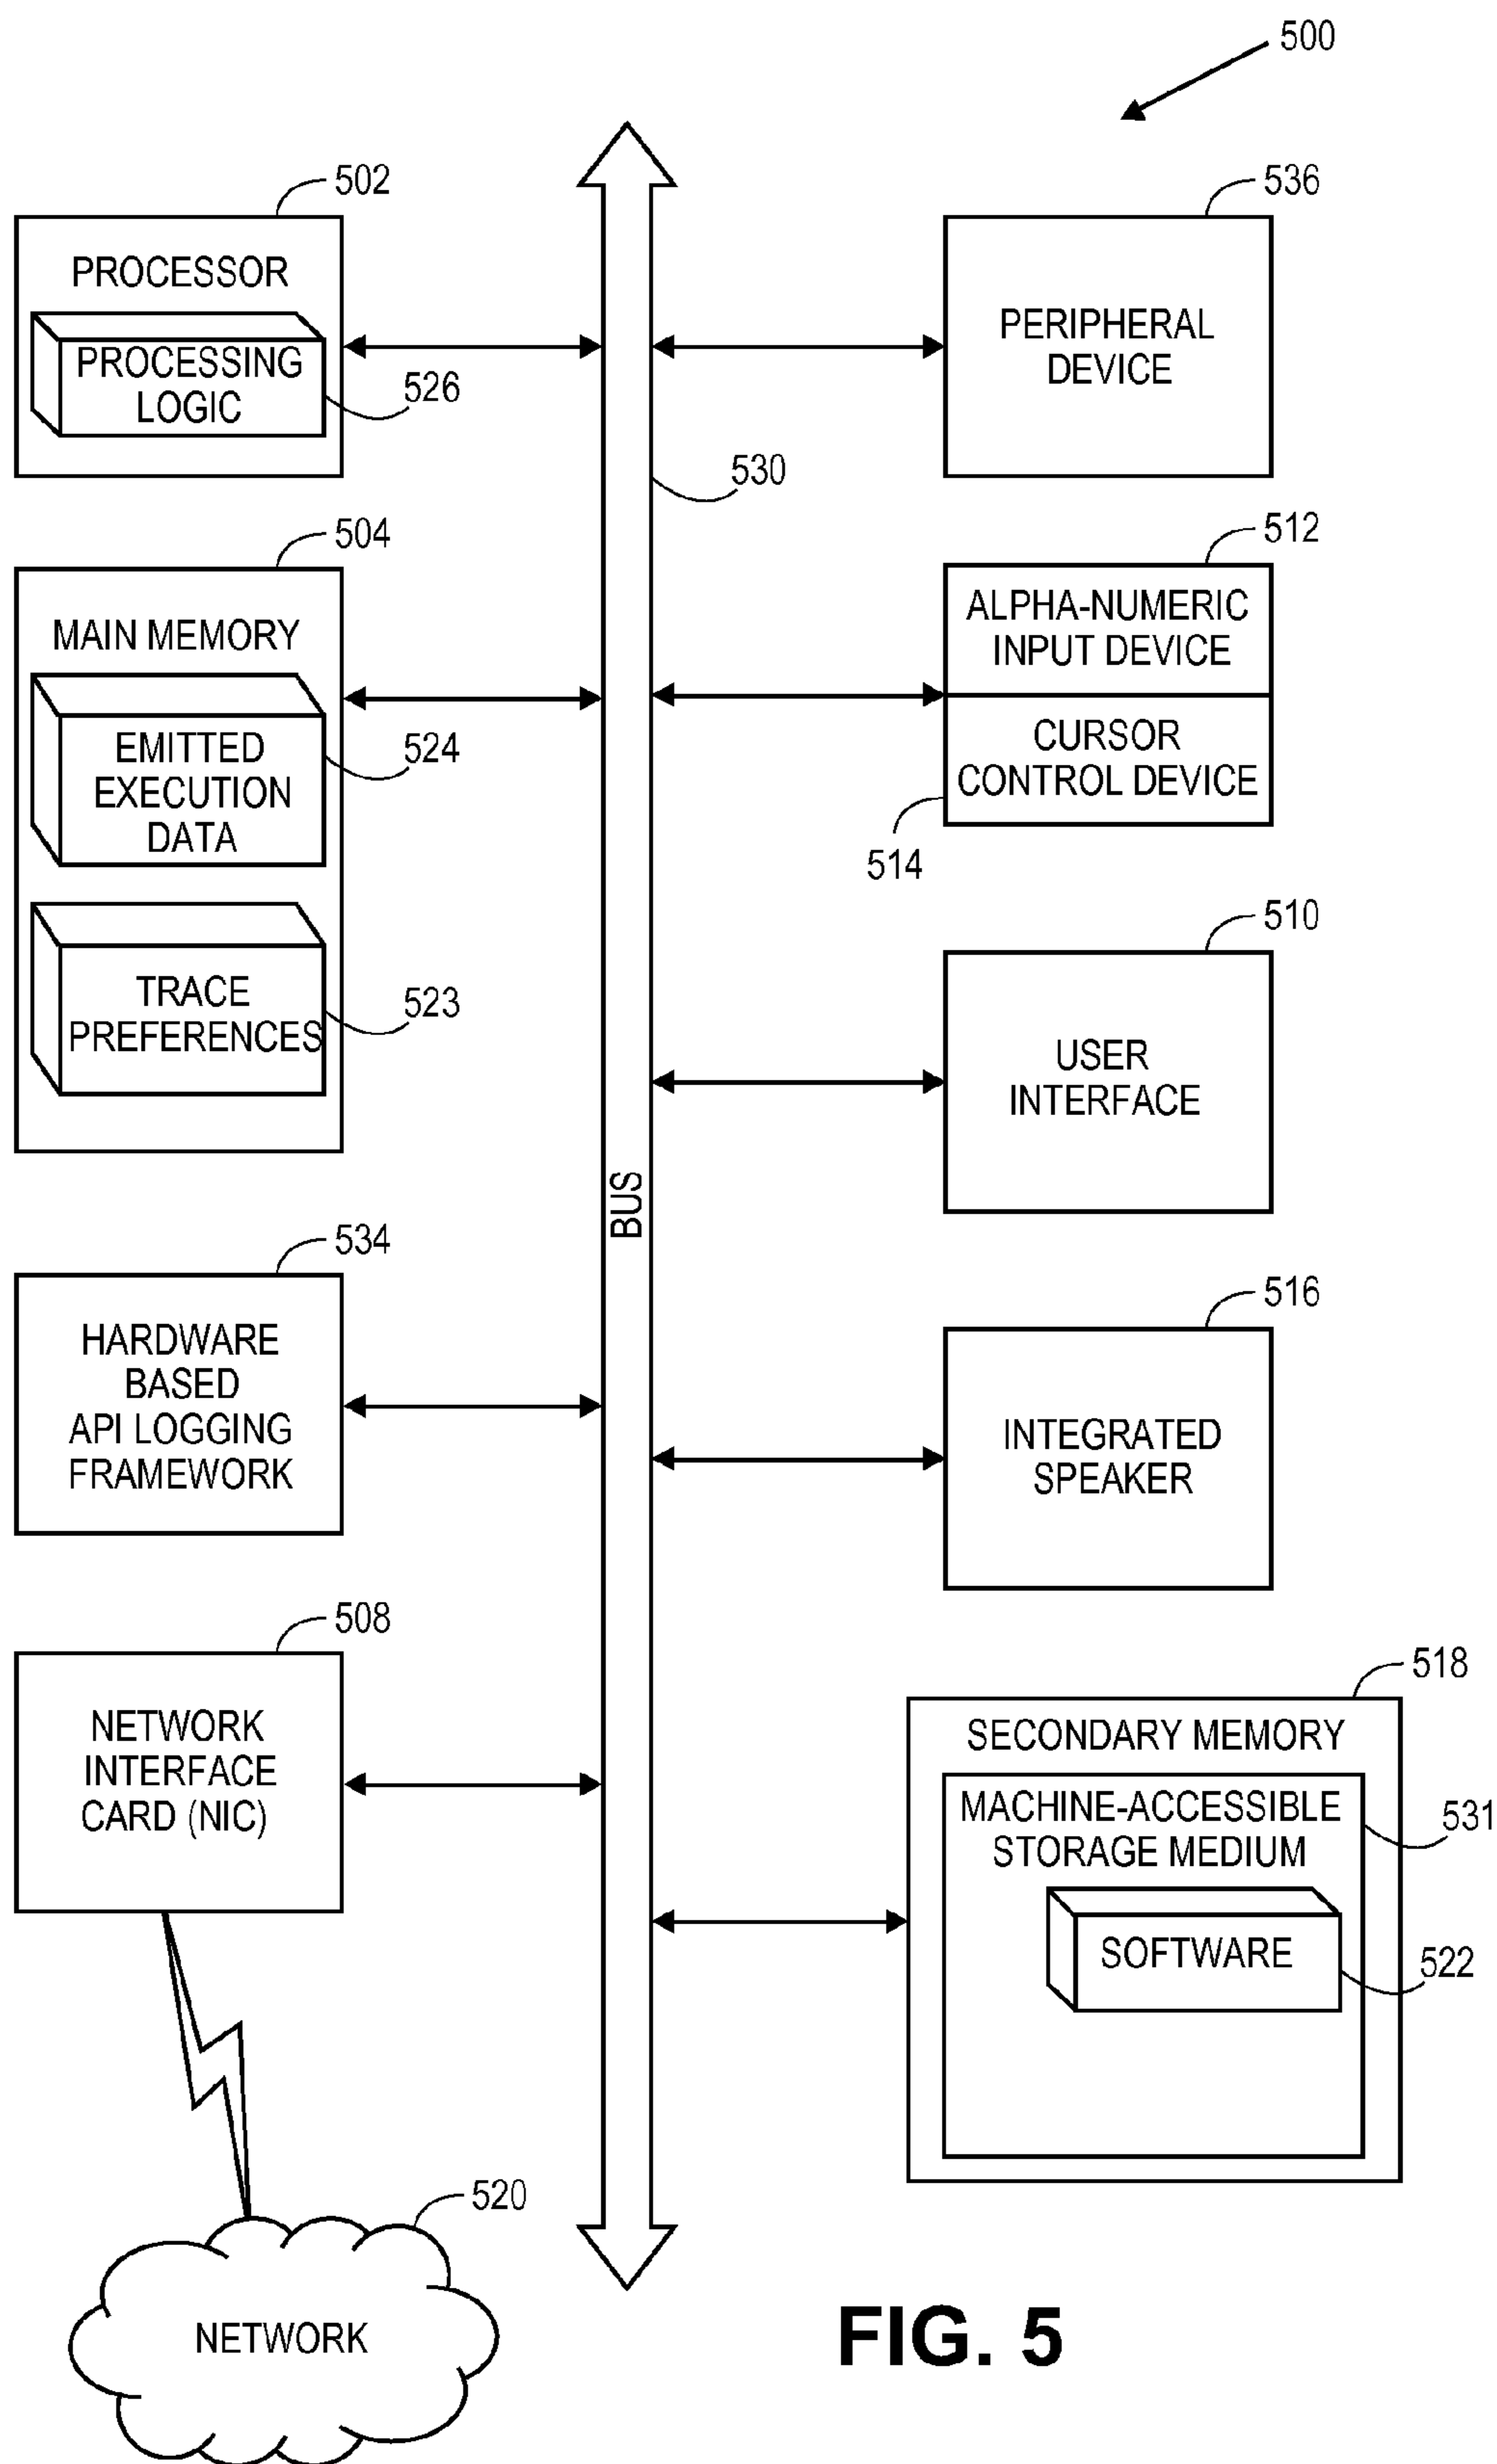 500
502
PROCESSOR
PROCESSING
LOGIC
526
536
PERIPHERAL
DEVICE
530
504
MAIN MEMORY
EMITTED
EXECUTION
DATA
524
TRACE
PREFERENCES
523
512
ALPHA-NUMERIC
INPUT DEVICE
CURSOR
CONTROL DEVICE
514
510
USER
INTERFACE
BUS
534
HARDWARE
BASED
API LOGGING
FRAMEWORK
516
INTEGRATED
SPEAKER
508
NETWORK
INTERFACE
CARD (NIC)
518
SECONDARY MEMORY
MACHINE-ACCESSIBLE
STORAGE MEDIUM
531
SOFTWARE
522
520
NETWORK
FIG. 5